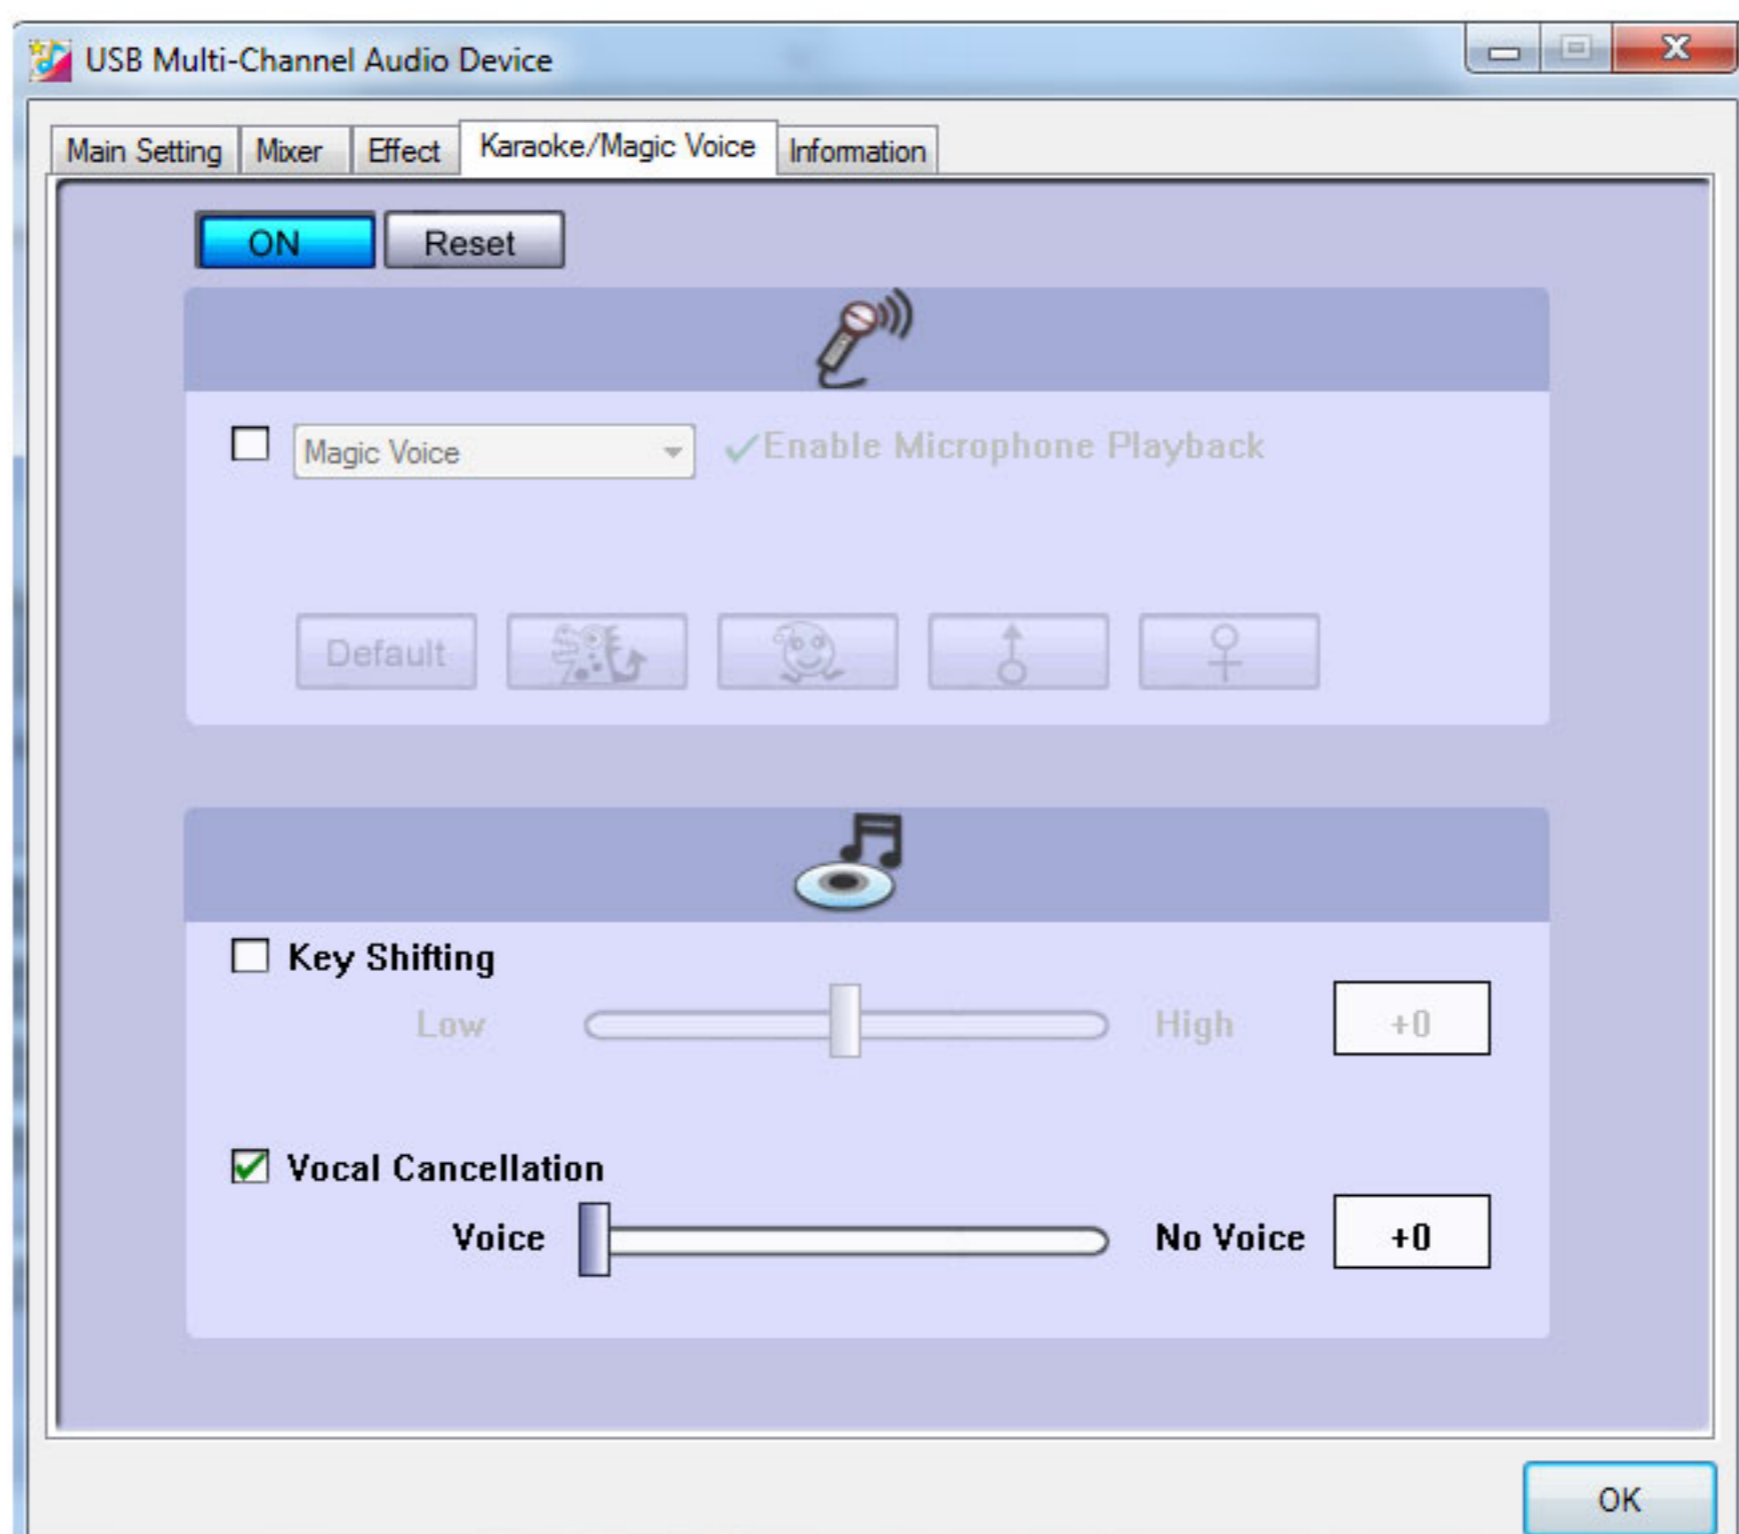 USB Multi-Channel Audio Device
X
Main Setting Mixer Effect Karaoke/Magic Voice Information
ON Reset
Magic Voice Enable Microphone Playback
Default
Key Shifting
Low High +0
Vocal Cancellation
Voice No Voice +0
OK